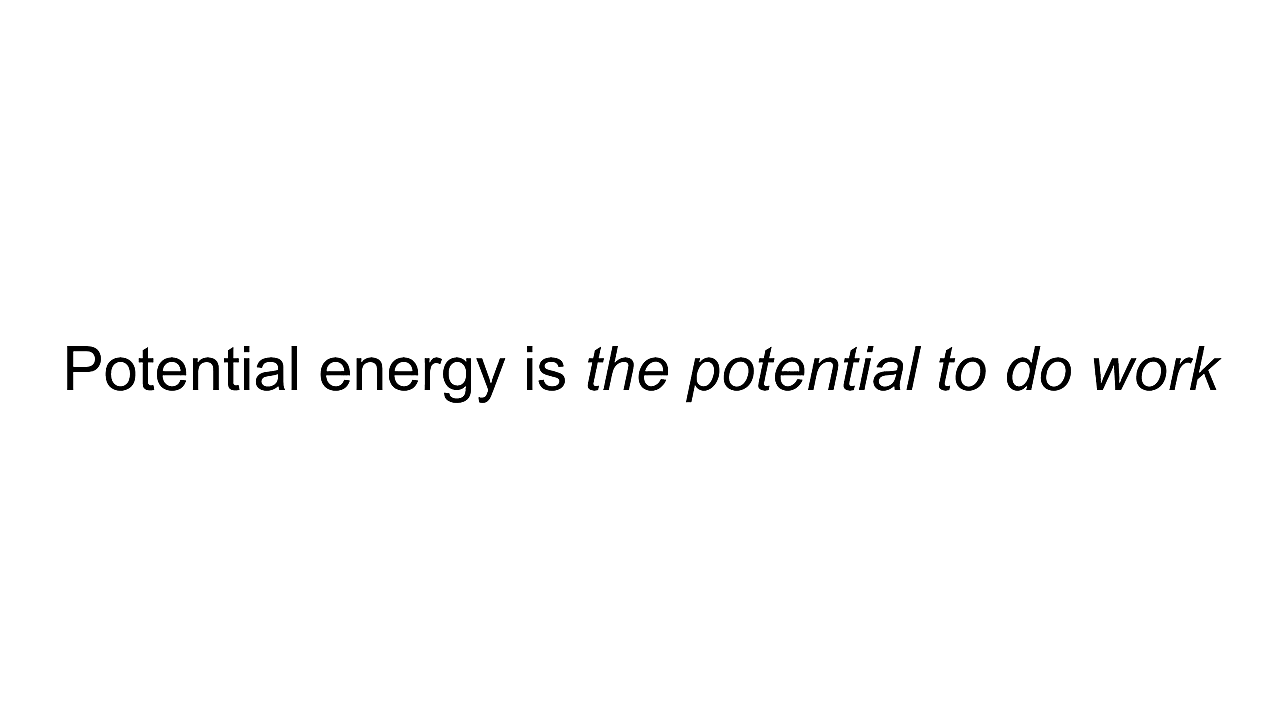 Potential energy is the potential to do work